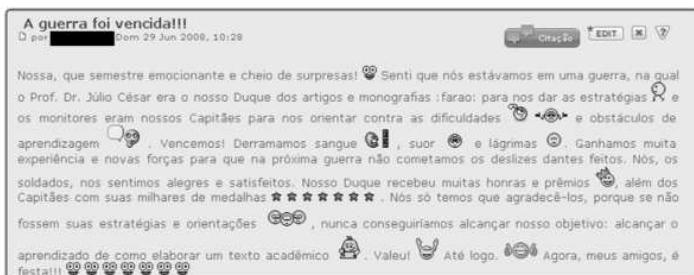 A guerra foi vencida!!!
por Dom 29 Jun 2008, 10:28
Citação EDIT X ?
Nossa, que semestre emocionante e cheio de surpresas! Senti que nós estávamos em uma guerra, na qual
o Prof. Dr. Júlio César era o nosso Duque dos artigos e monografias :farao: para nos dar as estratégias e
os monitores eram nossos Capitães para nos orientar contra as dificuldades e obstáculos de
aprendizagem . Vencemos! Derramamos sangue , suor e lágrimas . Ganhamos muita
experiência e novas forças para que na próxima guerra não cometamos os deslizes dantes feitos. Nós, os
soldados, nos sentimos alegres e satisfeitos. Nosso Duque recebeu muitas honras e prêmios , além dos
Capitães com suas milhares de medalhas . Nós só temos que agradecê-los, porque se não
fossem suas estratégias e orientações , nunca conseguiríamos alcançar nosso objetivo: alcançar o
aprendizado de como elaborar um texto acadêmico . Valeu! Até logo. Agora, meus amigos, é
festa!!!